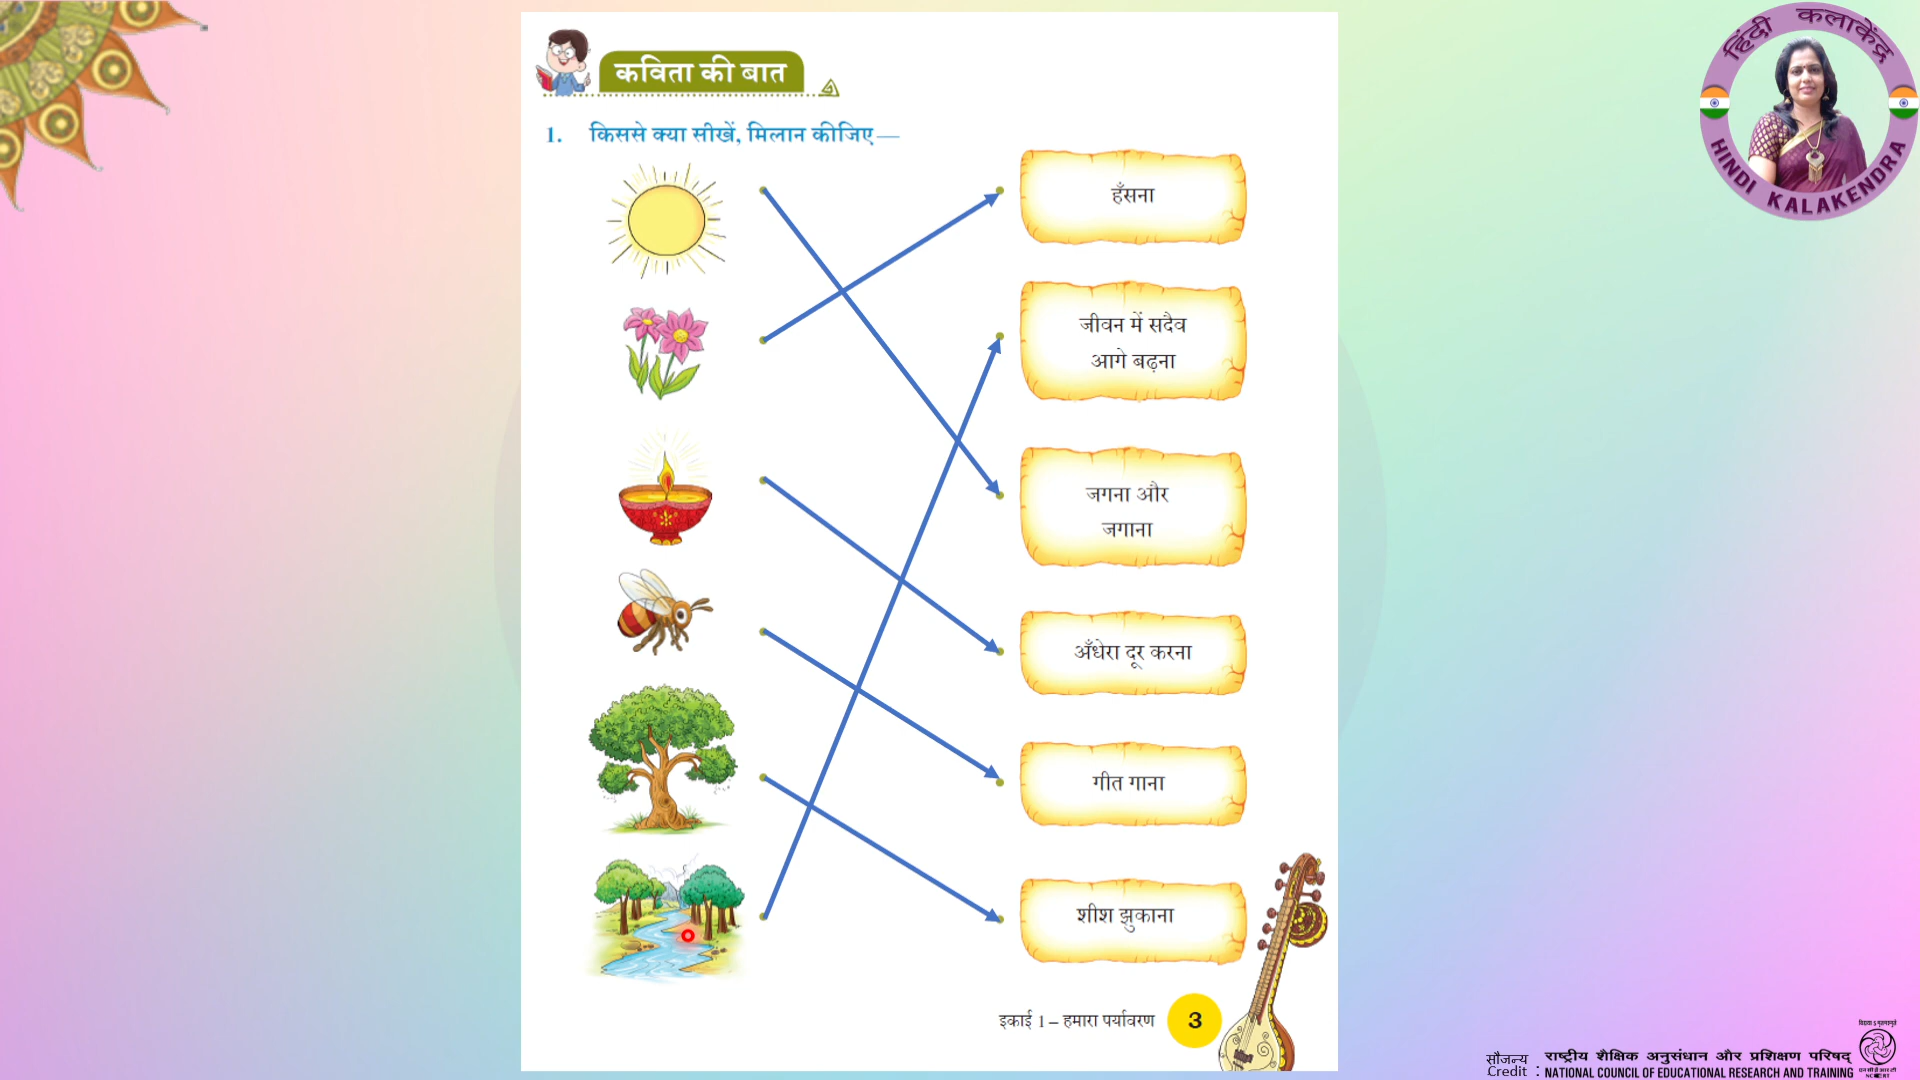 कविता की बात
1. किससे क्या सीखें, मिलान कीजिए—
हँसना
जीवन में सदैव
आगे बढ़ना
जगना और
जगाना
अँधेरा दूर करना
गीत गाना
शीश झुकाना
इकाई 1 – हमारा पर्यावरण 3
हिंदी कलाकेंद्र
HINDI KALAKENDRA
सौजन्य राष्ट्रीय शैक्षिक अनुसंधान और प्रशिक्षण परिषद्
Credit : NATIONAL COUNCIL OF EDUCATIONAL RESEARCH AND TRAINING